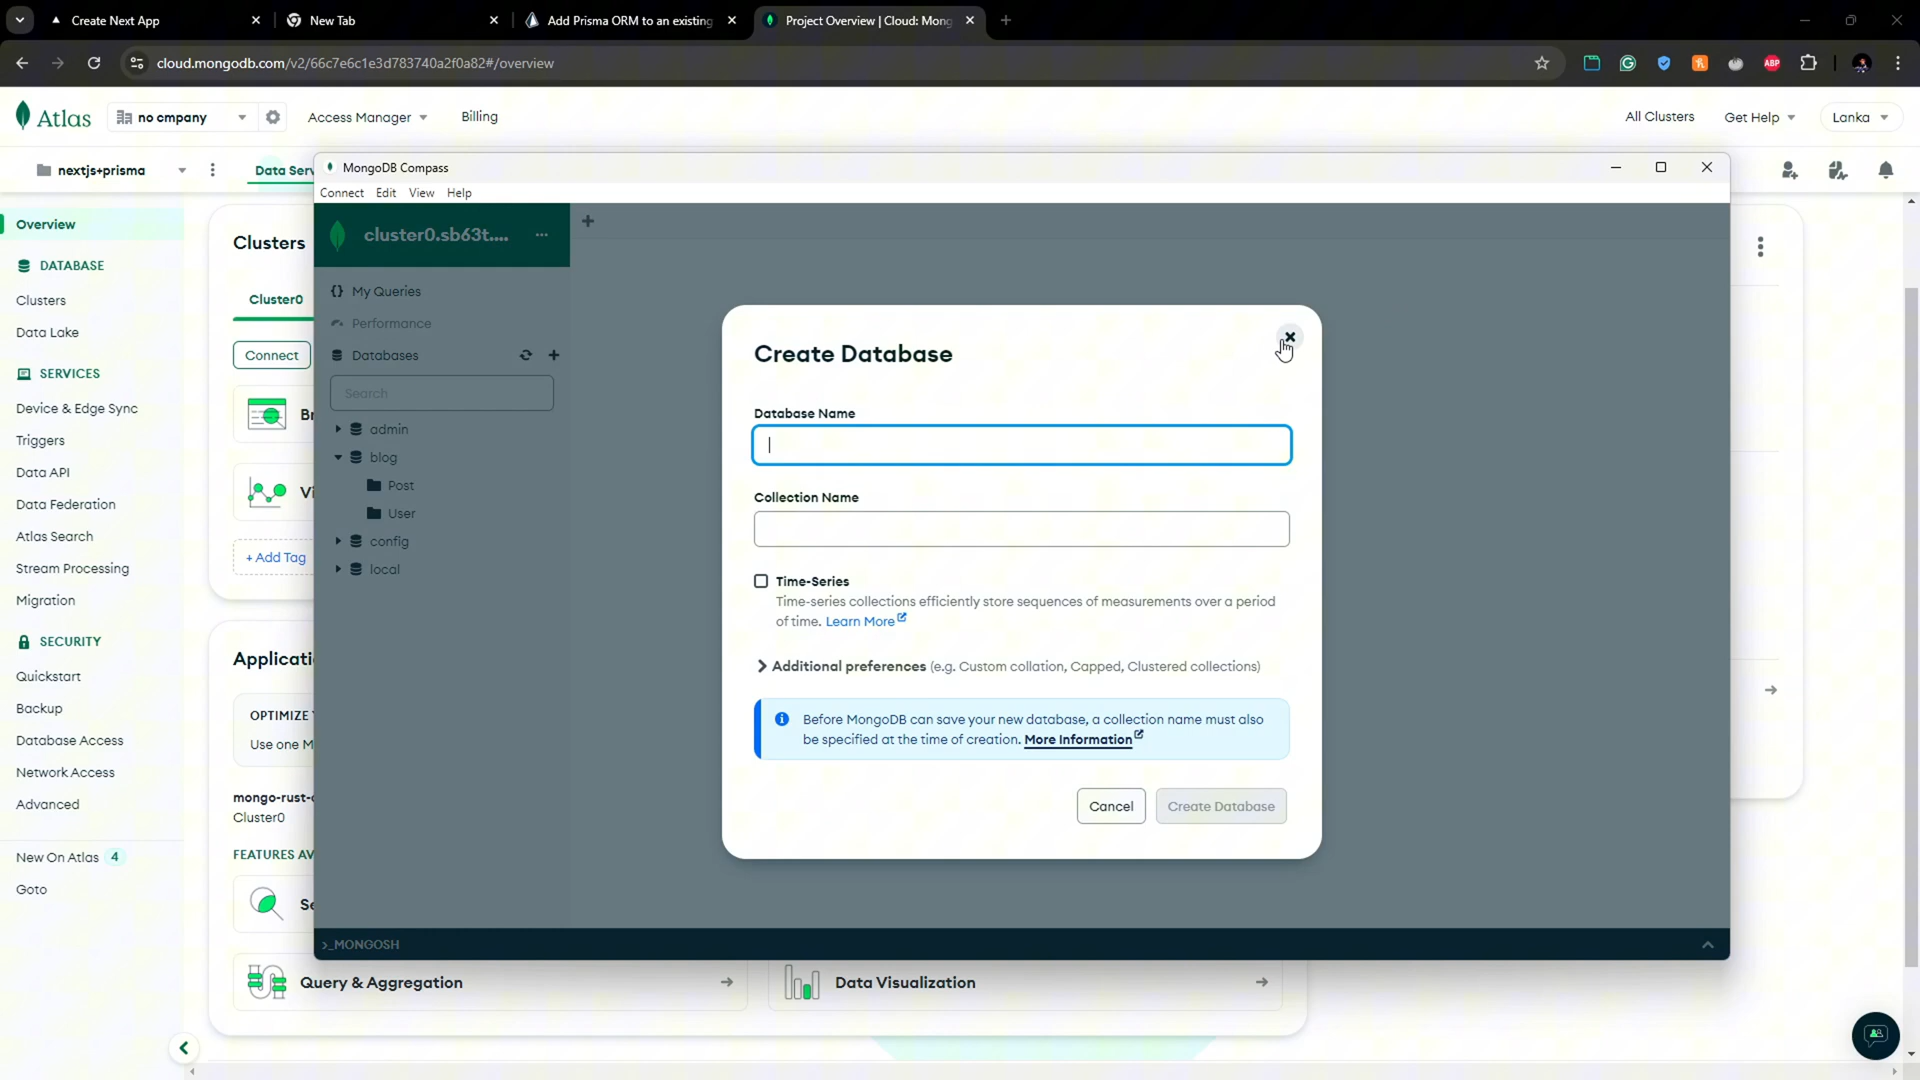 Create Next App
New Tab
Add Prisma ORM to an existing
Project Overview | Cloud: Mong
cloud.mongodb.com/v2/66c7e6c1e3d783740a2f0a82#/overview
ABP
Atlas
no cmpany
Access Manager
Billing
All Clusters
Get Help
Lanka
nextjs+prisma
Data Serv
Overview
DATABASE
Clusters
Data Lake
SERVICES
Device & Edge Sync
Triggers
Data API
Data Federation
Atlas Search
Stream Processing
Migration
SECURITY
Quickstart
Backup
Database Access
Network Access
Advanced
New On Atlas 4
Goto
Clusters
Cluster0
Connect
Br
Vi
+ Add Tag
Applicati
OPTIMIZE
Use one M
mongo-rust-
Cluster0
FEATURES AV
Se
Query & Aggregation
Data Visualization
MongoDB Compass
Connect Edit View Help
cluster0.sb63t....
My Queries
Performance
Databases
Search
admin
blog
Post
User
config
local
>_MONGOSH
Create Database
Database Name
Collection Name
Time-Series
Time-series collections efficiently store sequences of measurements over a period
of time. Learn More
Additional preferences (e.g. Custom collation, Capped, Clustered collections)
Before MongoDB can save your new database, a collection name must also
be specified at the time of creation. More Information
Cancel
Create Database